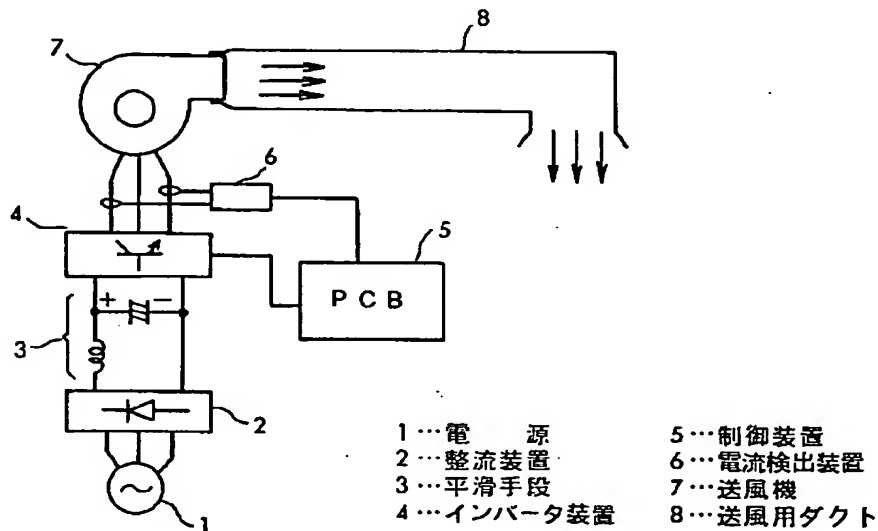 8
7
6
4
5
PCB
+ −
3
2
1
1…電 源
2…整流装置
3…平滑手段
4…インバータ装置
5…制御装置
6…電流検出装置
7…送風機
8…送風用ダクト